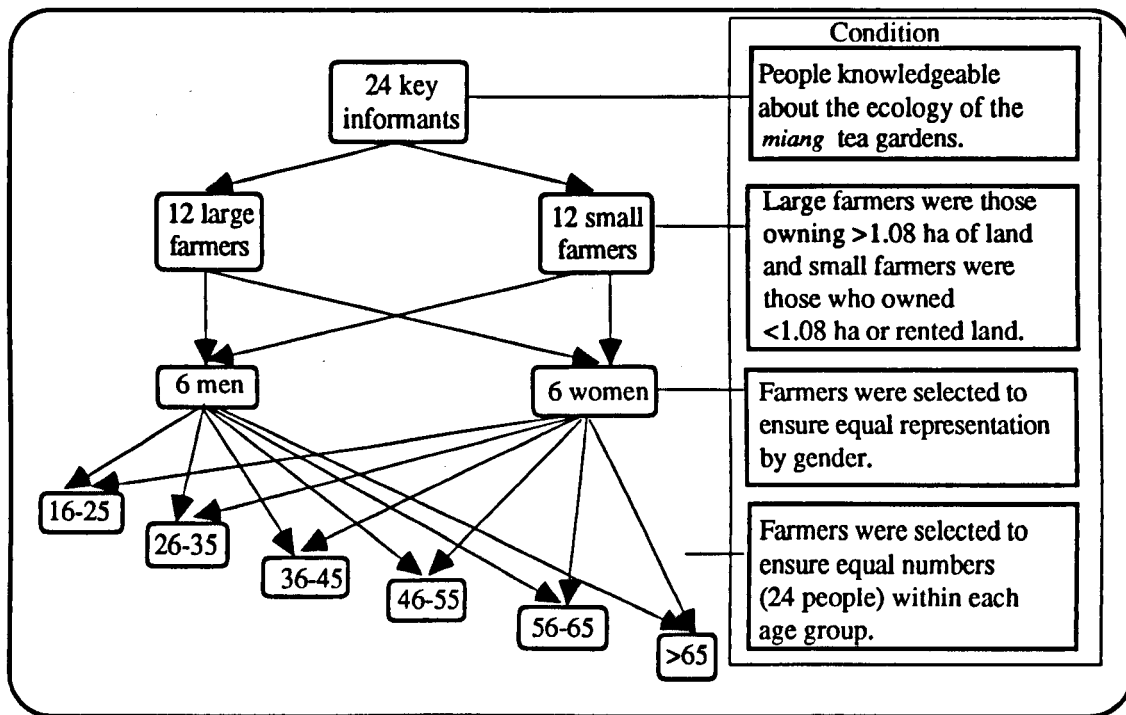 Condition
24 key
informants
People knowledgeable
about the ecology of the
miang tea gardens.
12 large
farmers
12 small
farmers
Large farmers were those
owning >1.08 ha of land
and small farmers were
those who owned
<1.08 ha or rented land.
6 men
6 women
Farmers were selected to
ensure equal representation
by gender.
16-25
26-35
36-45
46-55
56-65
>65
Farmers were selected to
ensure equal numbers
(24 people) within each
age group.